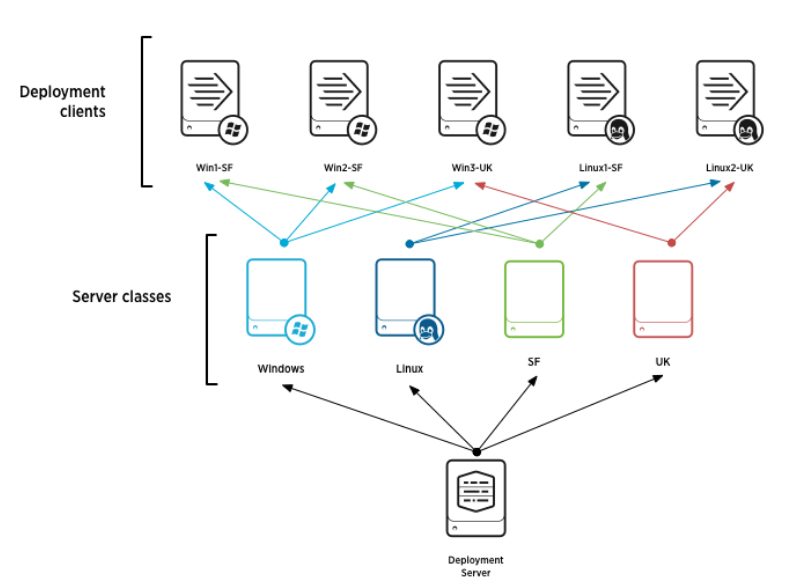 Deployment
clients
Win1-SF
Win2-SF
Win3-UK
Linux1-SF
Linux2-UK
Server classes
Windows
Linux
SF
UK
Deployment
Server